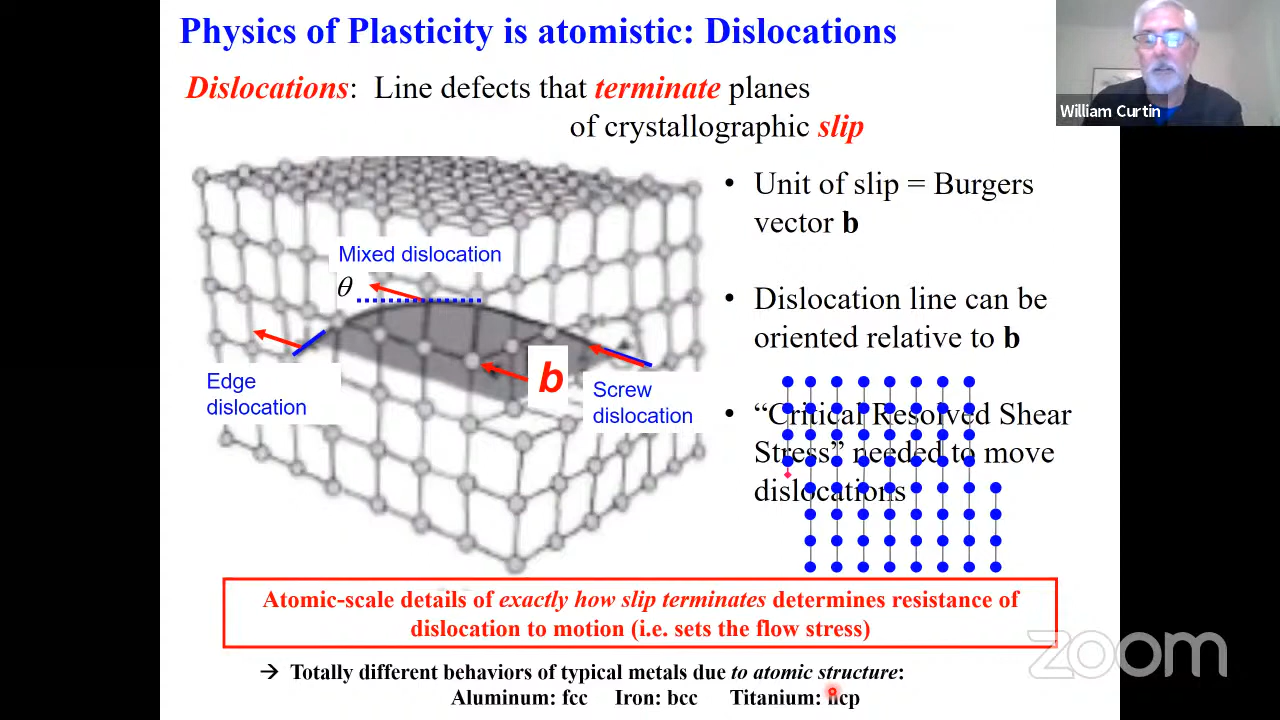 Physics of Plasticity is atomistic: Dislocations
William Curtin
Dislocations: Line defects that terminate planes
of crystallographic slip
Mixed dislocation
θ
b
Edge
dislocation
Screw
dislocation
• Unit of slip = Burgers
vector b
• Dislocation line can be
oriented relative to b
• “Critical Resolved Shear
Stress” needed to move
dislocations
Atomic-scale details of exactly how slip terminates determines resistance of
dislocation to motion (i.e. sets the flow stress)
→ Totally different behaviors of typical metals due to atomic structure:
Aluminum: fcc Iron: bcc Titanium: hcp
zoom